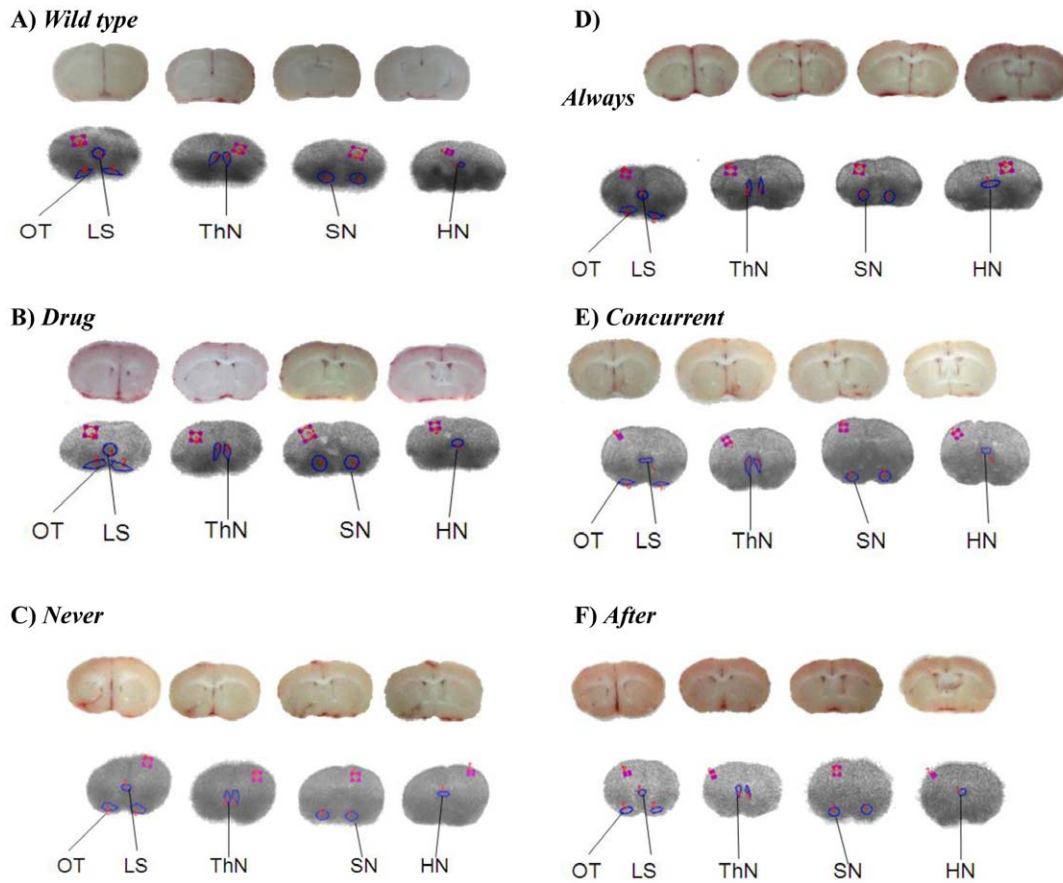 A) Wild type
OT LS ThN SN HN
B) Drug
OT LS ThN SN HN
C) Never
OT LS ThN SN HN
D)
Always
OT LS ThN SN HN
E) Concurrent
OT LS ThN SN HN
F) After
OT LS ThN SN HN